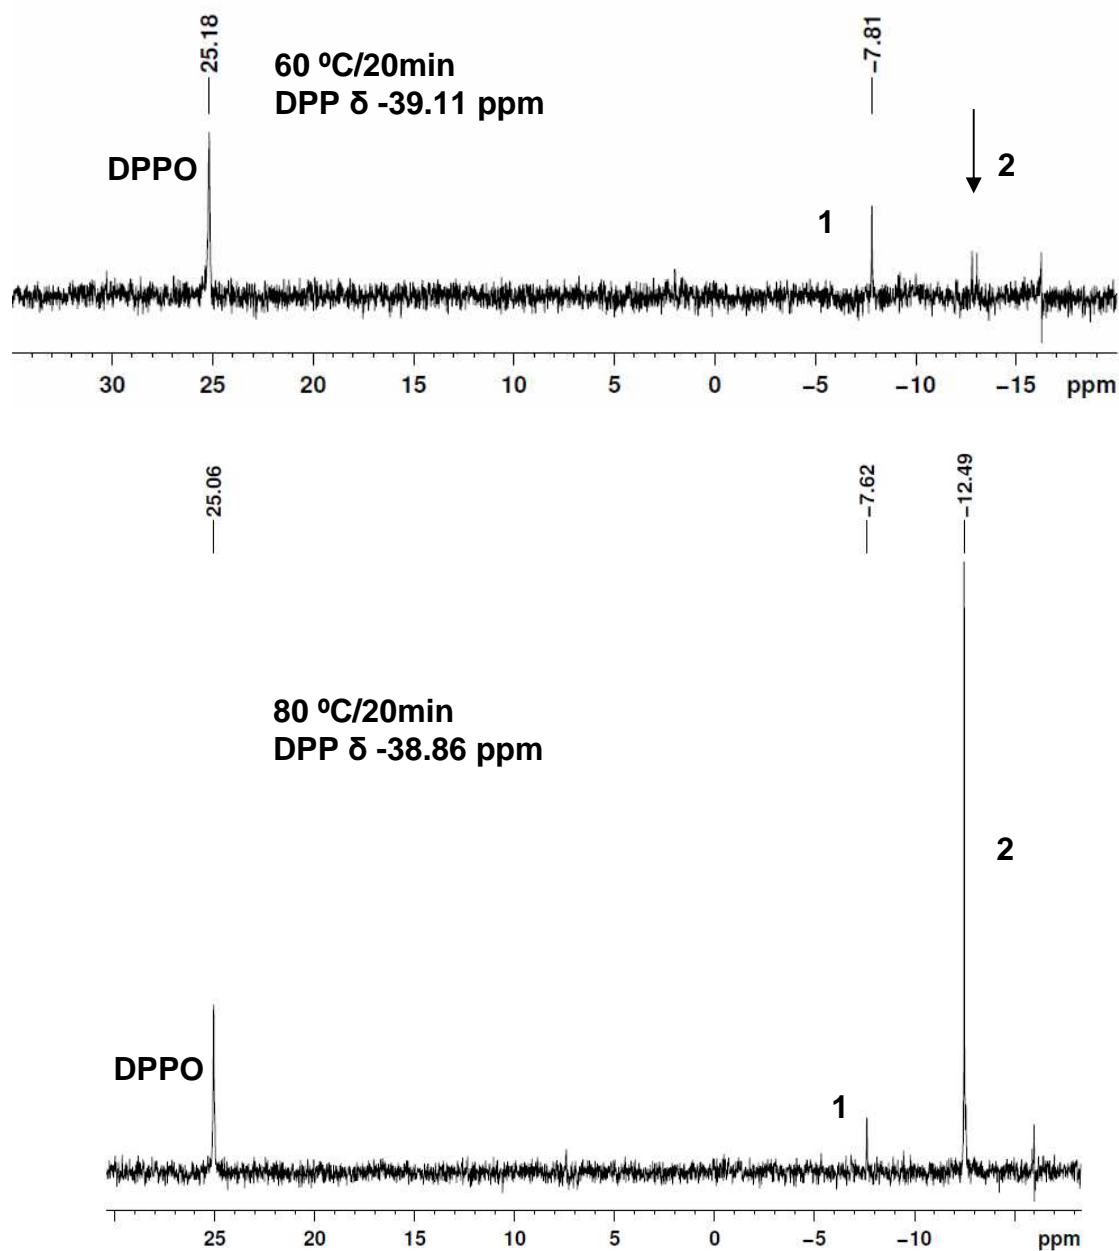 25.18
−7.81
60 ºC/20min
DPP δ -39.11 ppm
DPPO
1
2
30 25 20 15 10 5 0 −5 −10 −15 ppm
25.06
−7.62
−12.49
80 ºC/20min
DPP δ -38.86 ppm
2
DPPO
1
25 20 15 10 5 0 −5 −10 ppm